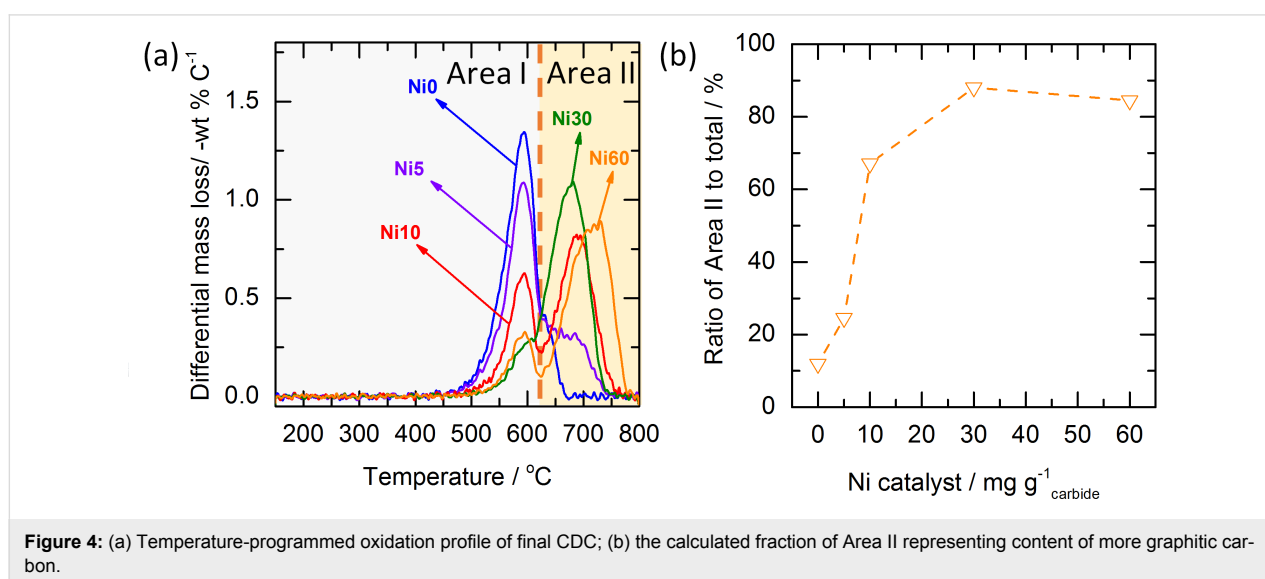 (a)
Area I
Area II
Ni0
Ni5
Ni10
Ni30
Ni60
Differential mass loss/ -wt % C⁻¹
1.5
1.0
0.5
0.0
200 300 400 500 600 700 800
Temperature / °C
(b)
Ratio of Area II to total / %
100
80
60
40
20
0
0 10 20 30 40 50 60
Ni catalyst / mg g⁻¹carbide
Figure 4: (a) Temperature-programmed oxidation profile of final CDC; (b) the calculated fraction of Area II representing content of more graphitic car-
bon.